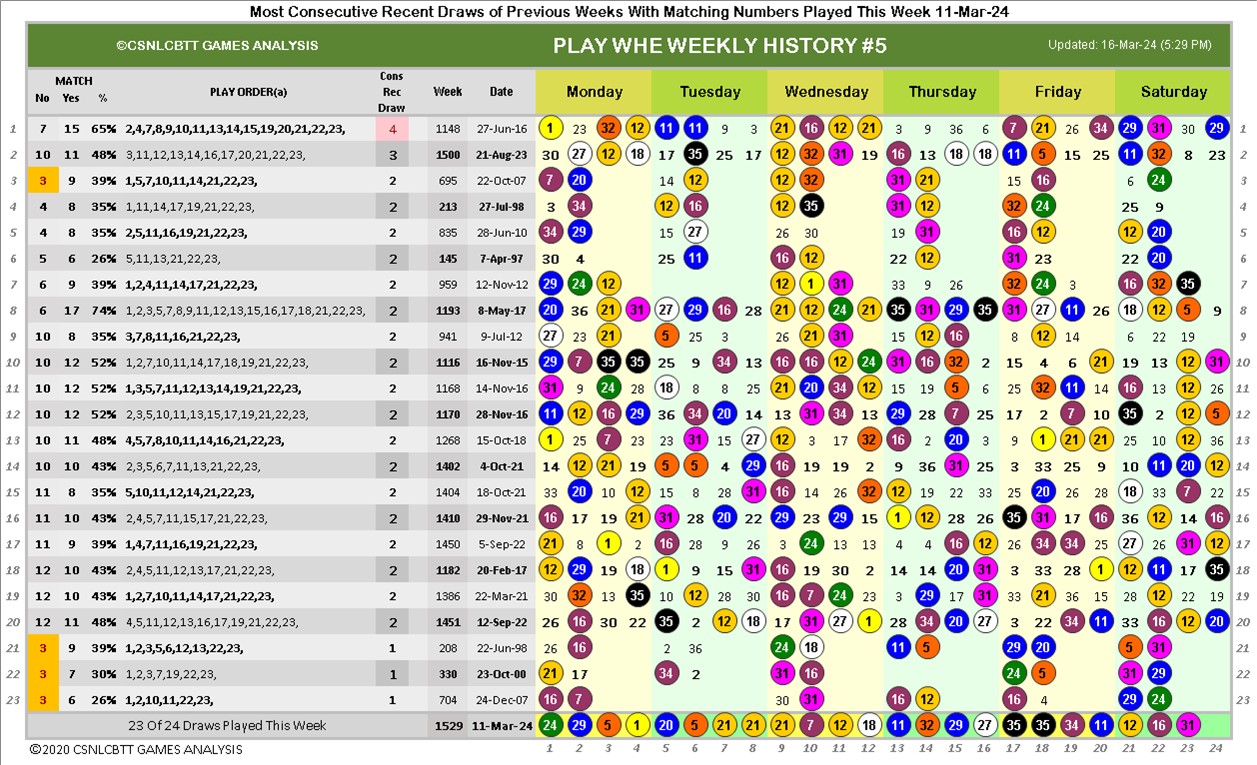 Most Consecutive Recent Draws of Previous Weeks With Matching Numbers Played This Week 11-Mar-24
©CSNLCBTT GAMES ANALYSIS PLAY WHE WEEKLY HISTORY #5 Updated: 16-Mar-24 (5:29 PM)
MATCH
No Yes % PLAY ORDER(a) Cons Rec Draw Week Date Monday Tuesday Wednesday Thursday Friday Saturday
1 7 15 65% 2,4,7,8,9,10,11,13,14,15,19,20,21,22,23, 4 1148 27-Jun-16 1 23 32 12 11 6 9 3 21 16 12 21 3 9 36 6 7 21 26 34 29 31 30 29 1
2 10 11 48% 3,11,12,13,14,16,17,20,21,22,23, 3 1500 21-Aug-23 30 27 12 18 17 35 25 17 12 32 31 19 16 13 18 18 11 5 15 25 11 32 8 23 2
3 3 9 39% 1,5,7,10,11,14,21,22,23, 2 695 22-Oct-07 7 20 14 12 12 32 31 21 15 16 6 24 3
4 4 8 35% 1,11,14,17,20,21,22,23, 2 213 27-Jul-98 3 34 12 16 12 35 31 12 32 24 25 9 4
5 4 8 35% 2,5,11,16,19,21,22,23, 2 835 28-Jun-10 34 29 15 27 26 30 19 31 16 12 12 20 5
6 5 6 26% 5,11,13,21,22,23, 2 145 7-Apr-97 30 4 25 11 16 12 22 12 31 23 22 20 6
7 6 9 39% 1,2,4,7,9,14,21,22,23, 2 912 12-Nov-12 29 24 12 12 1 31 33 9 26 32 24 3 16 32 35 7
8 6 17 74% 1,2,3,5,7,8,9,11,12,13,15,16,17,18,21,22,23, 2 1193 8-May-17 20 36 21 31 27 29 16 28 21 12 24 21 35 31 29 35 31 27 11 26 18 12 5 9 8
9 10 8 35% 3,7,8,11,16,21,22,23, 2 941 9-Jul-12 27 23 21 5 25 3 21 11 31 15 12 16 8 12 14 6 22 19 9
10 10 12 52% 1,2,7,10,11,14,17,18,19,21,22,23, 2 1116 16-Nov-15 29 7 35 35 25 9 34 13 16 16 12 24 31 16 32 2 15 4 6 21 19 13 12 31 10
11 10 12 52% 1,3,5,7,11,12,13,14,19,21,22,23, 2 1168 14-Nov-16 31 9 24 28 18 8 8 25 21 20 34 12 15 19 5 6 25 32 11 14 16 13 12 26 11
12 10 12 52% 2,3,5,10,11,13,15,17,19,21,22,23, 2 1170 28-Nov-16 11 12 16 29 36 34 20 14 13 31 34 13 29 28 7 25 17 2 7 10 35 2 12 5 12
13 10 11 48% 4,5,7,8,10,11,14,16,21,22,23, 2 1268 15-Oct-18 1 25 7 23 23 31 15 27 12 3 17 32 16 2 20 3 9 1 21 21 25 10 12 36 13
14 10 10 43% 2,3,5,6,7,11,13,21,22,23, 2 1402 4-Oct-21 14 12 21 19 5 5 4 29 16 19 19 2 9 36 31 25 3 33 25 9 10 11 20 12 14
15 11 8 35% 5,10,11,12,14,21,22,23, 2 1404 18-Oct-21 33 20 10 12 15 8 28 31 16 14 26 32 12 19 22 33 25 20 26 28 18 33 7 22 15
16 11 10 43% 2,4,5,7,11,15,17,21,22,23, 2 1410 29-Nov-21 16 17 19 21 31 28 20 22 29 23 29 15 1 12 28 26 35 31 17 16 36 12 14 16 16
17 11 9 39% 1,4,7,11,16,19,21,22,23, 2 1450 5-Sep-22 21 8 1 2 16 28 9 26 3 24 13 13 4 4 16 12 26 34 34 25 27 26 31 12 17
18 12 10 43% 2,4,5,11,12,13,17,21,22,23, 2 1182 20-Feb-17 12 29 19 18 1 9 15 31 16 19 30 2 14 14 20 31 3 33 28 1 12 11 17 35 18
19 12 10 43% 1,2,7,10,11,14,17,21,22,23, 2 1386 22-Mar-21 30 32 13 35 10 12 28 30 16 7 24 23 3 29 17 31 33 21 36 15 28 12 22 19 19
20 12 11 48% 4,5,11,12,13,16,17,19,21,22,23, 2 1451 12-Sep-22 26 16 30 22 35 2 12 18 17 31 27 1 28 34 20 27 3 22 34 11 33 16 12 20 20
21 3 9 39% 1,2,3,5,6,12,13,22,23, 1 208 22-Jun-98 26 16 2 36 24 18 11 5 29 20 5 31 21
22 3 7 30% 1,2,3,7,19,22,23, 1 330 23-Oct-00 21 17 34 2 31 16 24 5 31 29 22
23 3 6 26% 1,2,10,11,22,23, 1 704 24-Dec-07 16 7 30 31 16 12 16 4 29 24 23
23 Of 24 Draws Played This Week 1529 11-Mar-24 24 29 5 1 20 5 21 21 21 7 12 18 11 32 29 27 35 35 34 11 12 16 31
©2020 CSNLCBTT GAMES ANALYSIS 1 2 3 4 5 6 7 8 9 10 11 12 13 14 15 16 17 18 19 20 21 22 23 24